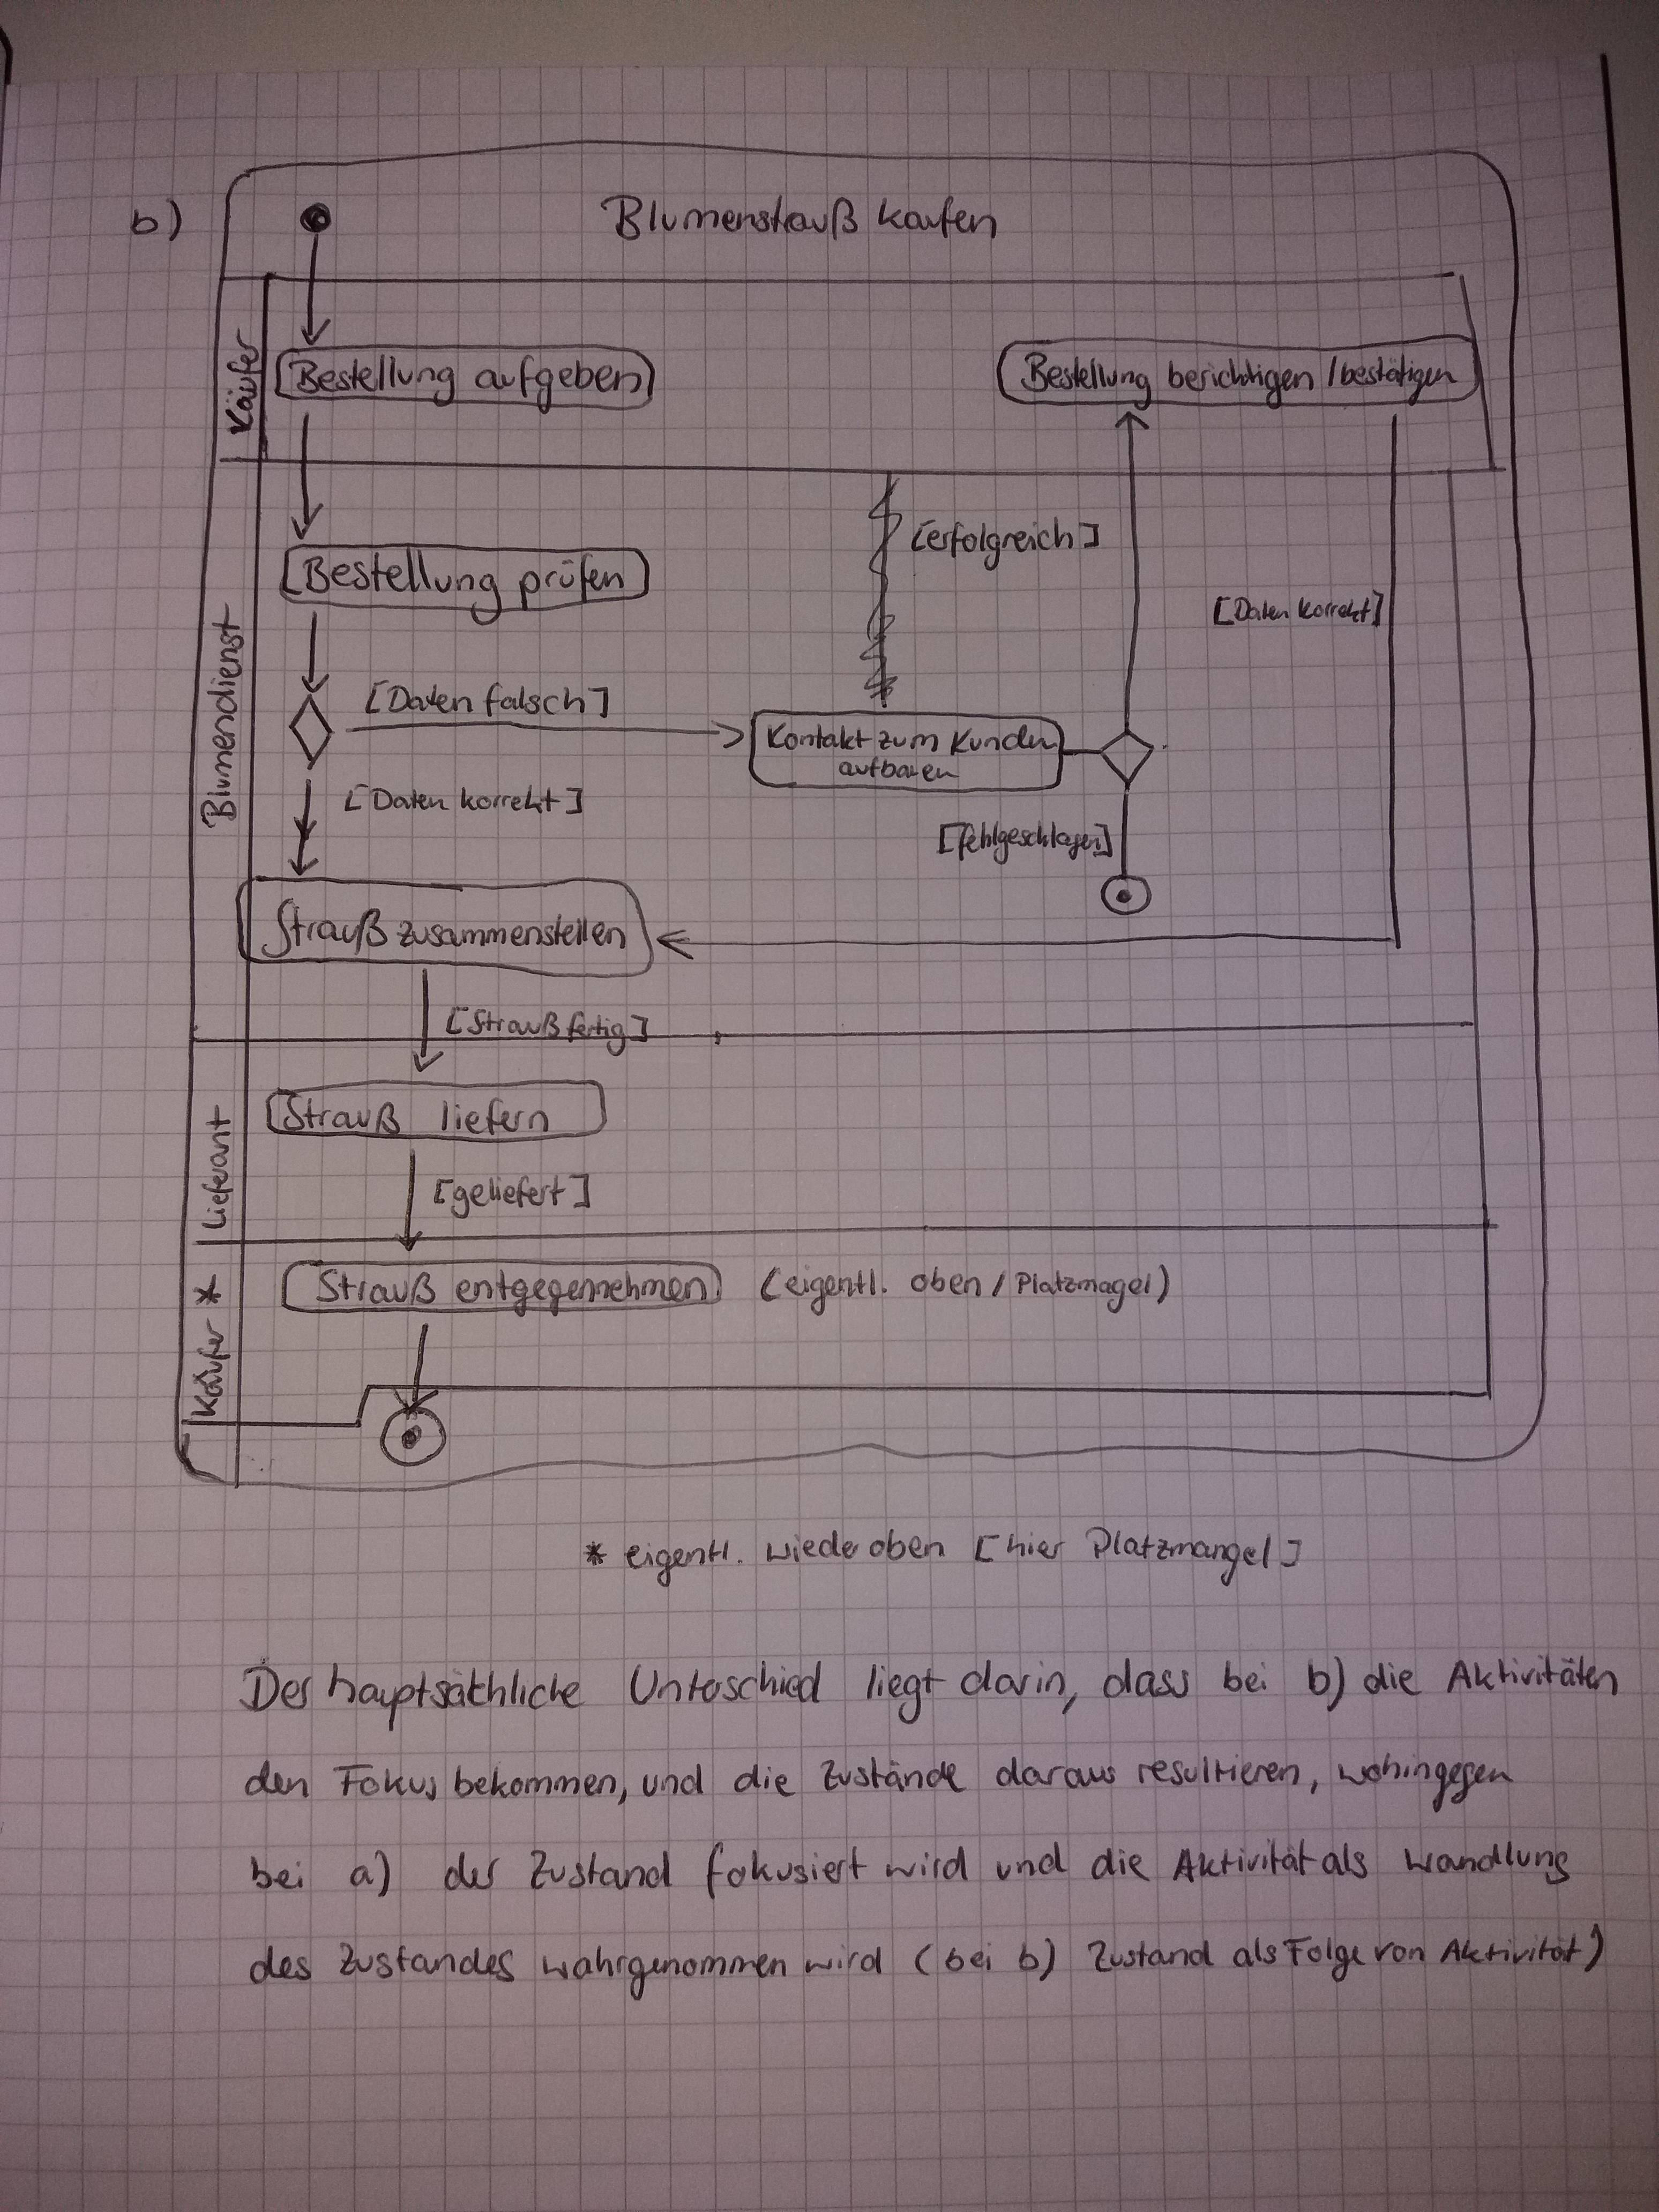 b)
Blumenstrauß kaufen
Käufer
Bestellung aufgeben
Bestellung berichtigen / bestätigen
Blumendienst
Bestellung prüfen
[erfolgreich]
[Daten korrekt]
[Daten falsch]
Kontakt zum Kunden
aufbauen
[Daten korrekt]
[fehlgeschlagen]
Strauß zusammenstellen
[Strauß fertig]
Lieferant
Strauß liefern
[geliefert]
Käufer *
Strauß entgegennehmen (eigentl. oben / Platzmagel)
* eigentl. wieder oben [hier Platzmangel]
Der hauptsäthliche Unterschied liegt darin, dass bei b) die Aktivitäten
den Fokus bekommen, und die Zustände daraus resultieren, wohingegen
bei a) der Zustand fokusiert wird und die Aktivität als wandlung
des Zustandes wahrgenommen wird (bei b) Zustand als Folge von Aktivität)